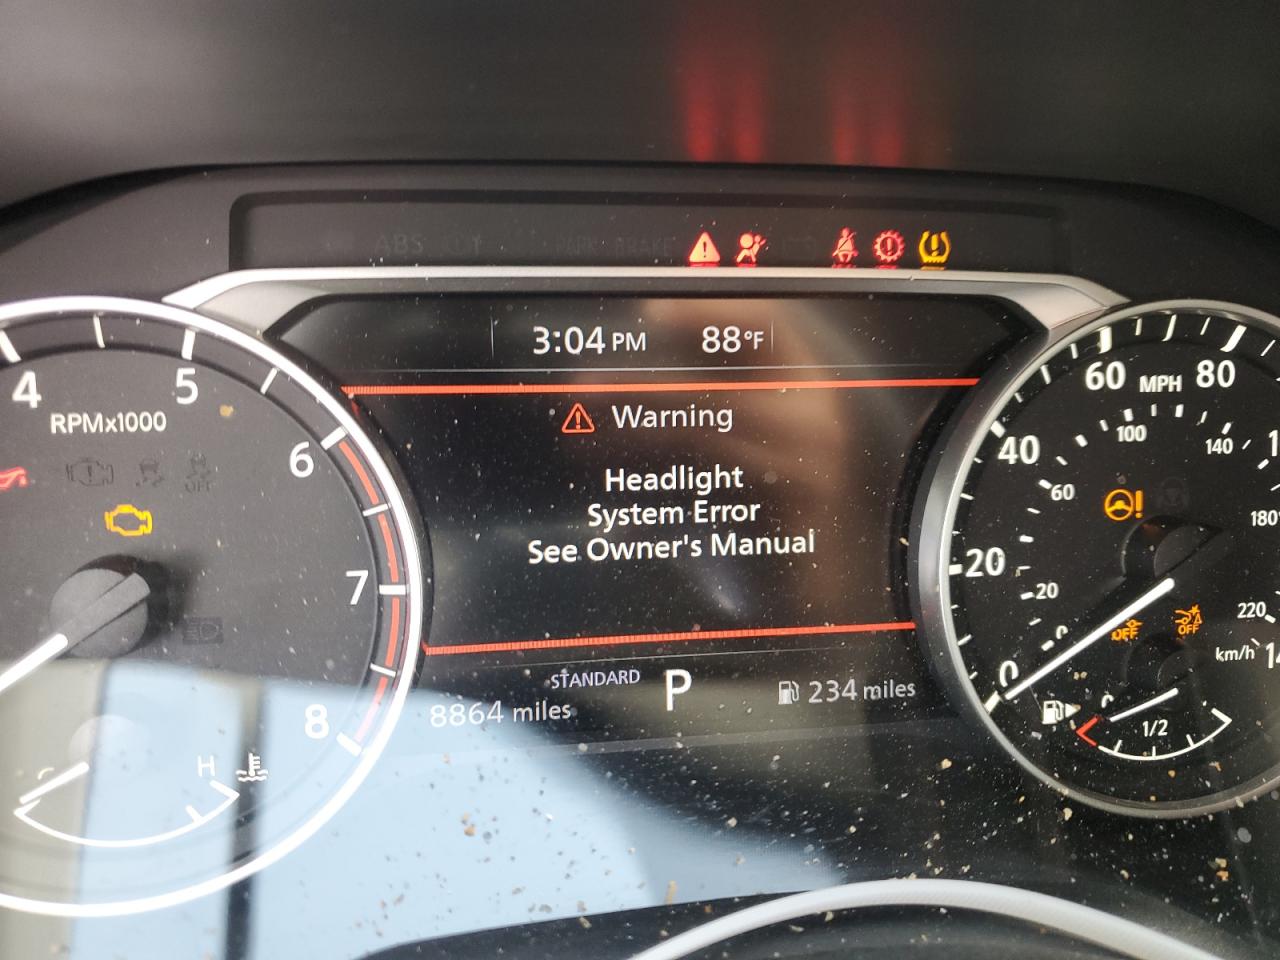 ABS
PARK BRAKE
3:04 PM 88°F
Warning
Headlight
System Error
See Owner's Manual
STANDARD P
8864 miles
234 miles
4
5
6
7
8
RPMx1000
OFF
H
C
0
20
40
60
MPH
80
0
20
60
100
140
180
220
km/h
OFF
OFF
1/2